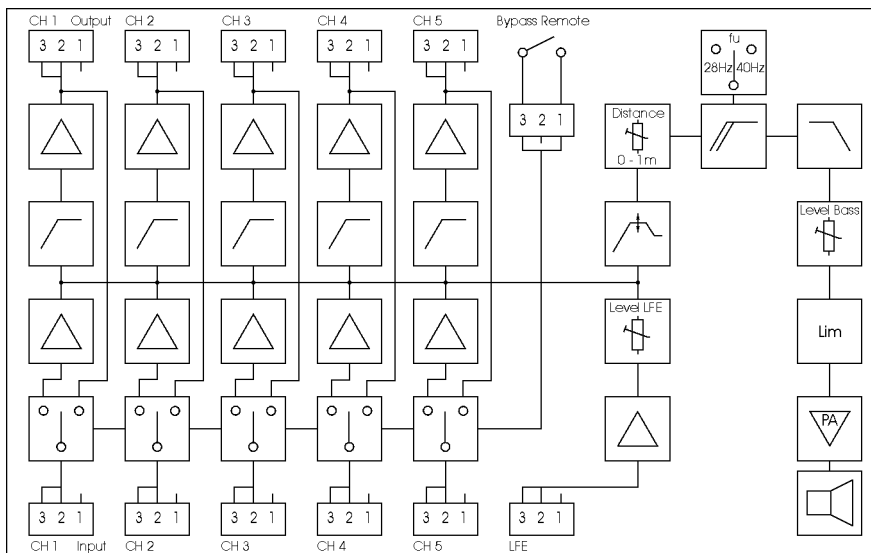 CH 1 Output CH 2 CH 3 CH 4 CH 5 Bypass Remote
3 2 1 3 2 1 3 2 1 3 2 1 3 2 1
fu
28Hz 40Hz
Distance
3 2 1
0 - 1m
Level Bass
Level LFE
Lim
PA
3 2 1 3 2 1 3 2 1 3 2 1 3 2 1 3 2 1
CH 1 Input CH 2 CH 3 CH 4 CH 5 LFE